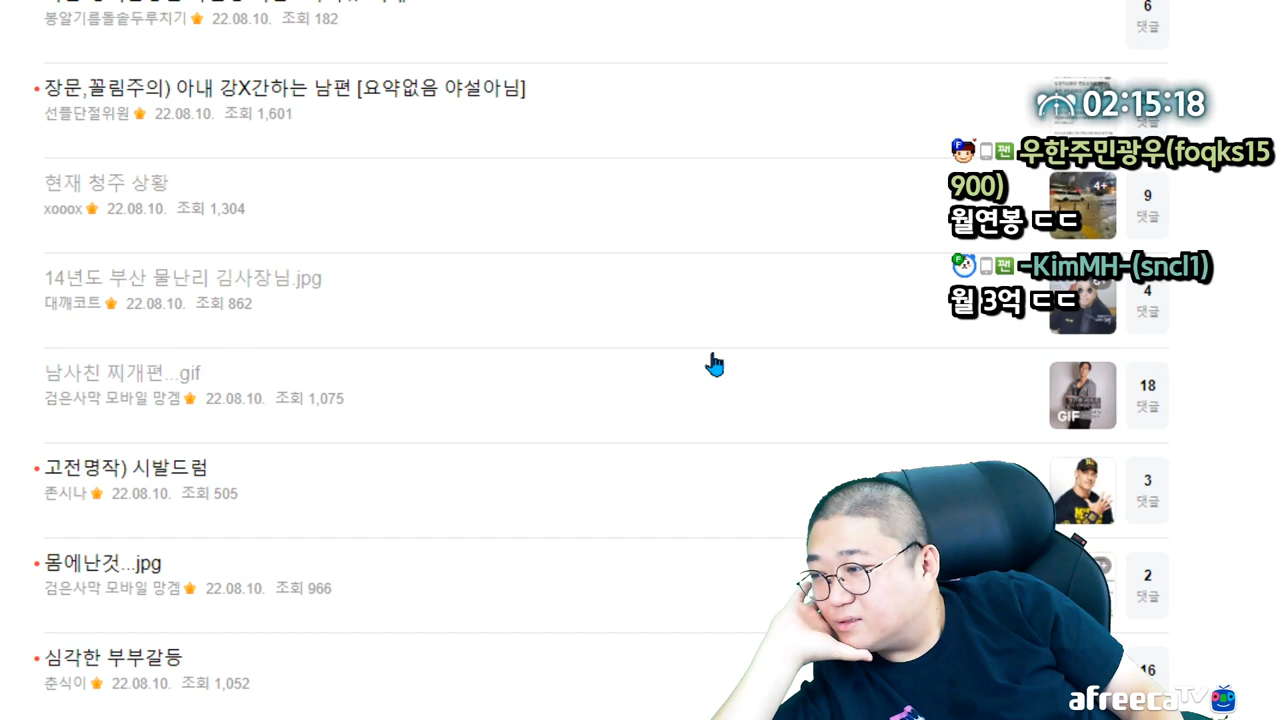 봉알기름돌솥두루치기 22.08.10. 조회 182
6
댓글
장문,꼴림주의) 아내 강X간하는 남편 [요약없음 야설아님]
선플단절위원 22.08.10. 조회 1,601
02:15:18
현재 청주 상황
xooox 22.08.10. 조회 1,304
4+
9
댓글
우한주민광우(foqks15
900)
월연봉 ㄷㄷ
14년도 부산 물난리 김사장님.jpg
대깨코트 22.08.10. 조회 862
4
댓글
-KimMH-(sncl1)
월 3억 ㄷㄷ
남사친 찌개편...gif
검은사막 모바일 망겜 22.08.10. 조회 1,075
GIF
18
댓글
고전명작) 시발드럼
존시나 22.08.10. 조회 505
3
댓글
몸에난것...jpg
검은사막 모바일 망겜 22.08.10. 조회 966
2
댓글
심각한 부부갈등
춘식이 22.08.10. 조회 1,052
16
afreecaTV